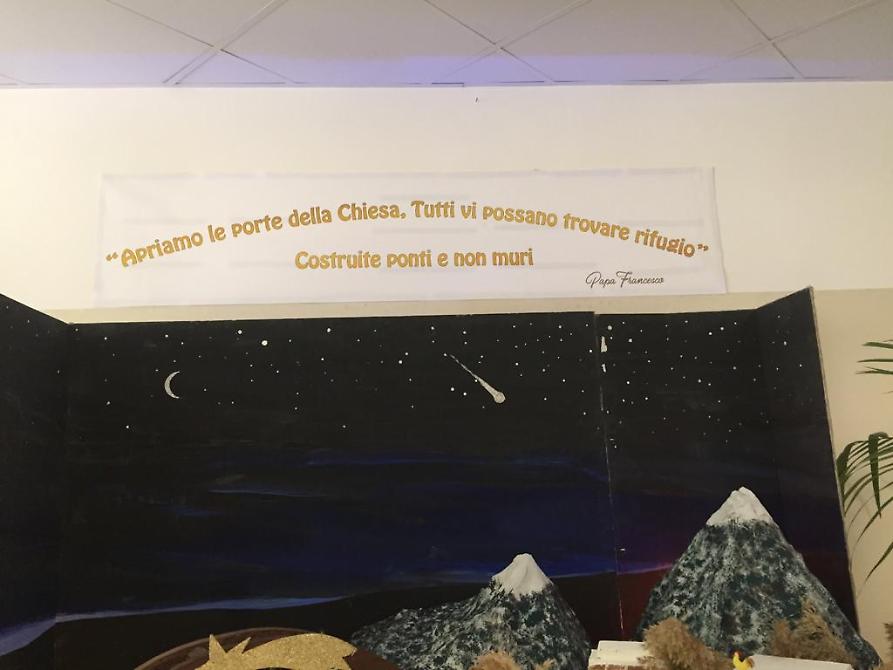 “Apriamo le porte della Chiesa, Tutti vi possano trovare rifugio”
Costruite ponti e non muri
Papa Francesco